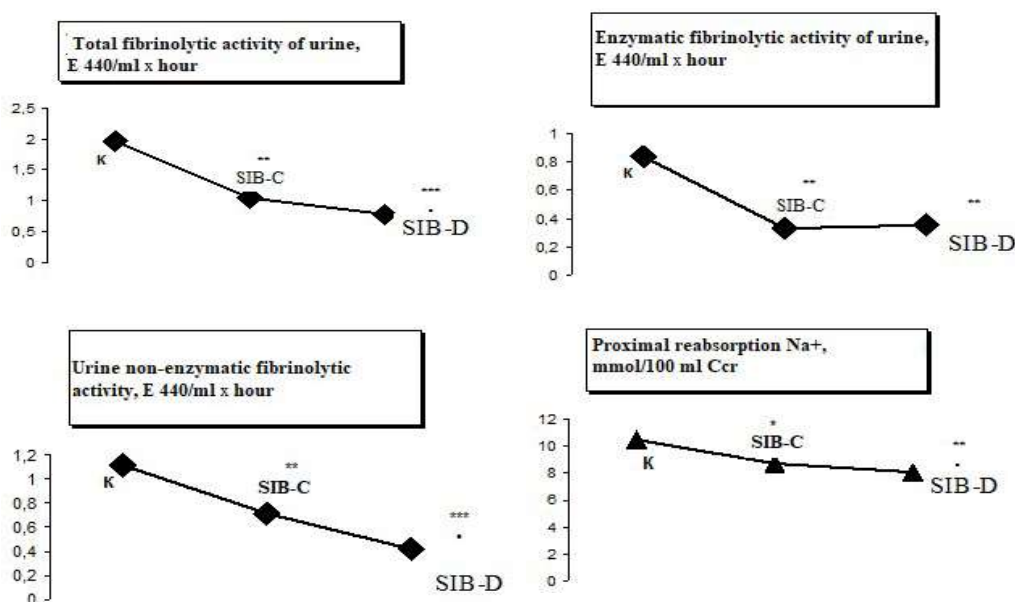 Total fibrinolytic activity of urine,
E 440/ml x hour
2,5
2
1,5
1
0,5
0
K
**
SIB-C
***
•
SIB-D
Enzymatic fibrinolytic activity of urine,
E 440/ml x hour
1
0,8
0,6
0,4
0,2
0
K
**
SIB-C
**
SIB-D
Urine non-enzymatic fibrinolytic
activity, E 440/ml x hour
1,2
1
0,8
0,6
0,4
0,2
0
K
**
SIB-C
***
•
SIB-D
Proximal reabsorption Na+,
mmol/100 ml Ccr
12
10
8
6
4
2
0
K
*
SIB-C
**
•
SIB-D